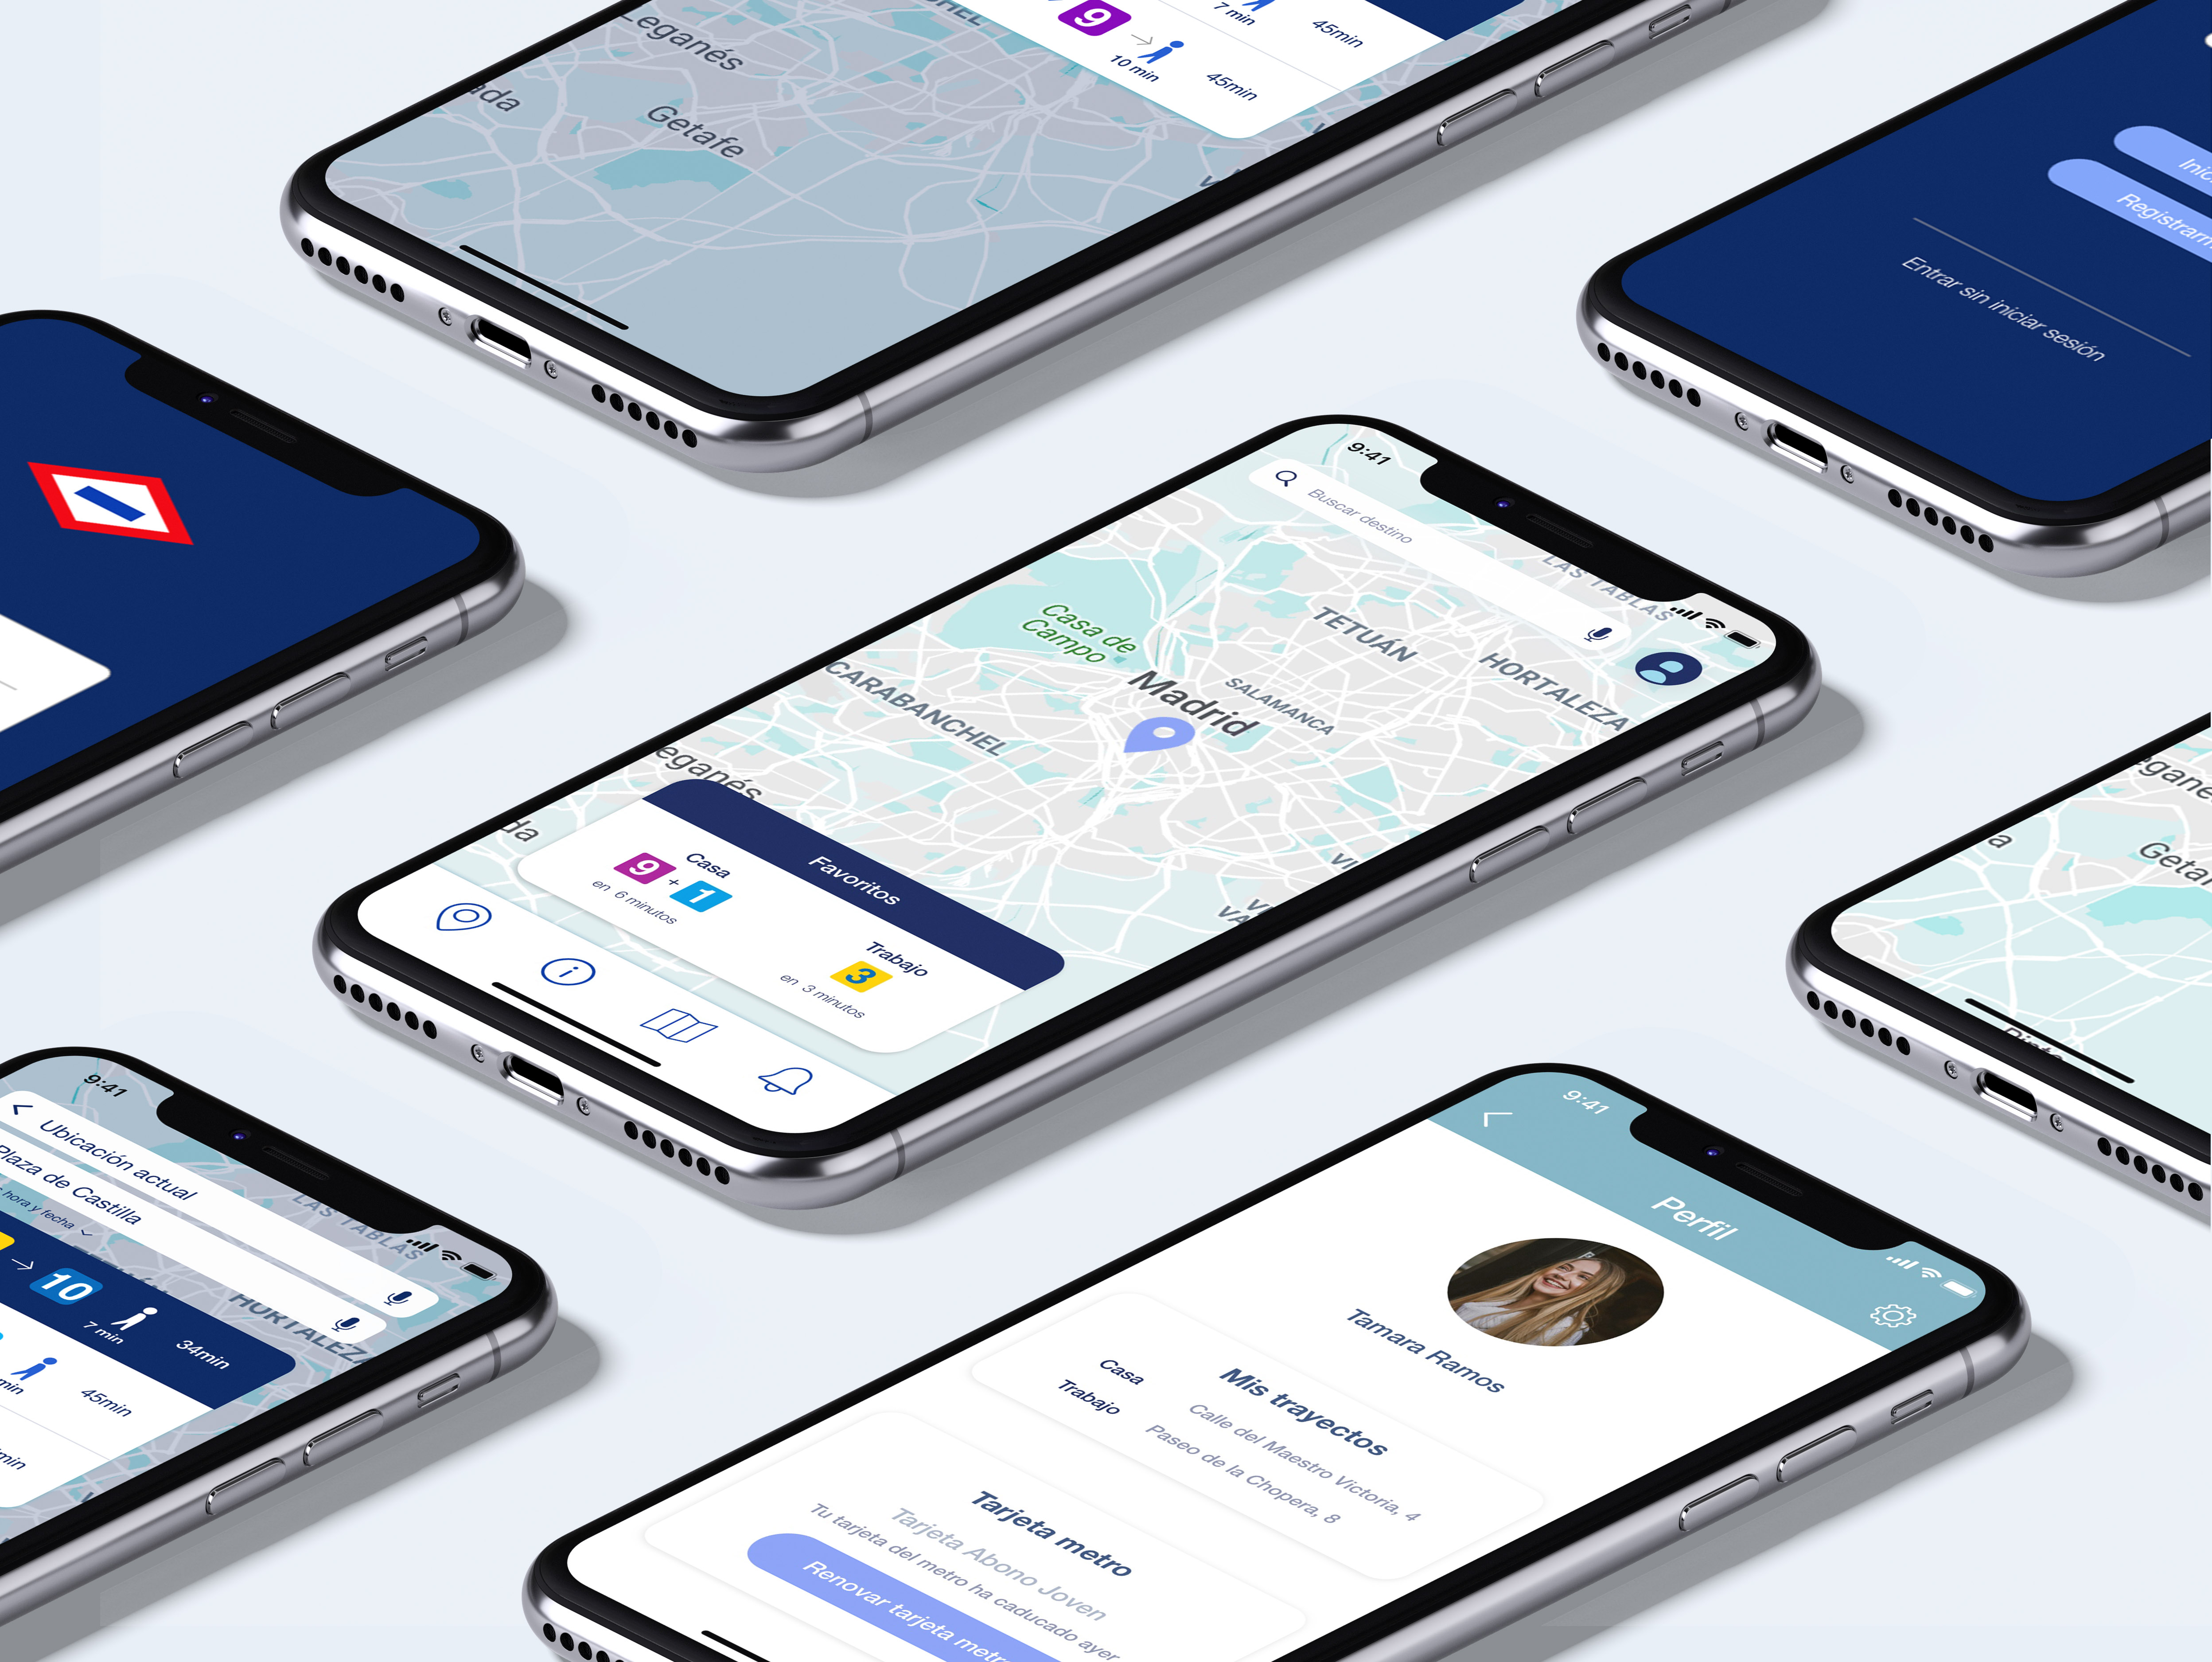 Leganés
Getafe
9
10 min
45min
7 min
45min
Registrarm
Entrar sin iniciar sesión
9:41
Buscar destino
LAS TABLAS
TETUÁN
HORTALEZA
SALAMANCA
Casa de
Campo
Madrid
CARABANCHEL
Favoritos
Casa
9 + 1
en 6 minutos
Trabajo
3
en 3 minutos
i
9:41
Ubicación actual
Plaza de Castilla
hora y fecha
LAS TABLAS
HORTALEZA
10
7 min
34min
min
45min
min
9:41
Perfil
Tamara Ramos
Mis trayectos
Casa
Calle del Maestro Victoria, 4
Trabajo
Paseo de la Chopera, 8
Tarjeta metro
Tarjeta Abono Joven
Tu tarjeta del metro ha caducado ayer
Renovar tarjeta metro